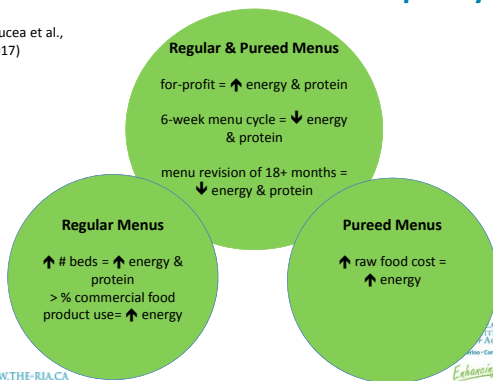 ucea et al.,
017)
Regular & Pureed Menus
for-profit = ↑ energy & protein
6-week menu cycle = ↓ energy
& protein
menu revision of 18+ months =
↓ energy & protein
Regular Menus
↑ # beds = ↑ energy &
protein
> % commercial food
product use= ↑ energy
Pureed Menus
↑ raw food cost =
↑ energy
W.THE-RIA.CA
Enhancing